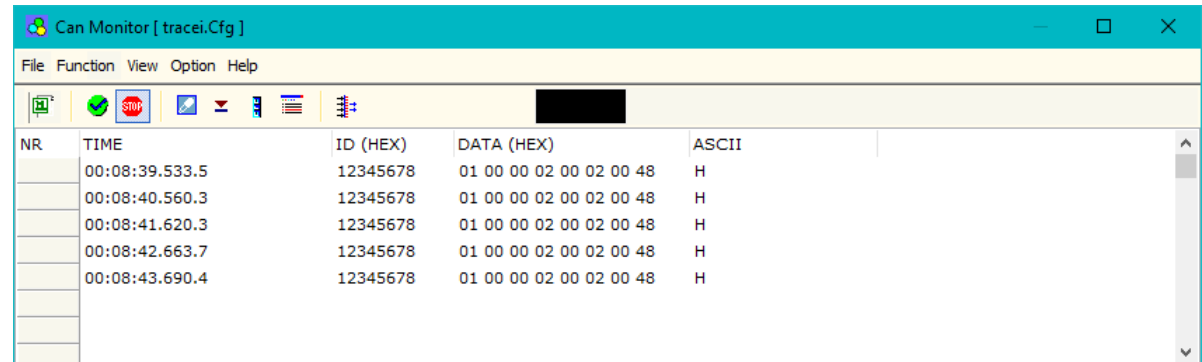 Can Monitor [ tracei.Cfg ]
File Function View Option Help
STOP
NR TIME ID (HEX) DATA (HEX) ASCII
00:08:39.533.5 12345678 01 00 00 02 00 02 00 48 H
00:08:40.560.3 12345678 01 00 00 02 00 02 00 48 H
00:08:41.620.3 12345678 01 00 00 02 00 02 00 48 H
00:08:42.663.7 12345678 01 00 00 02 00 02 00 48 H
00:08:43.690.4 12345678 01 00 00 02 00 02 00 48 H